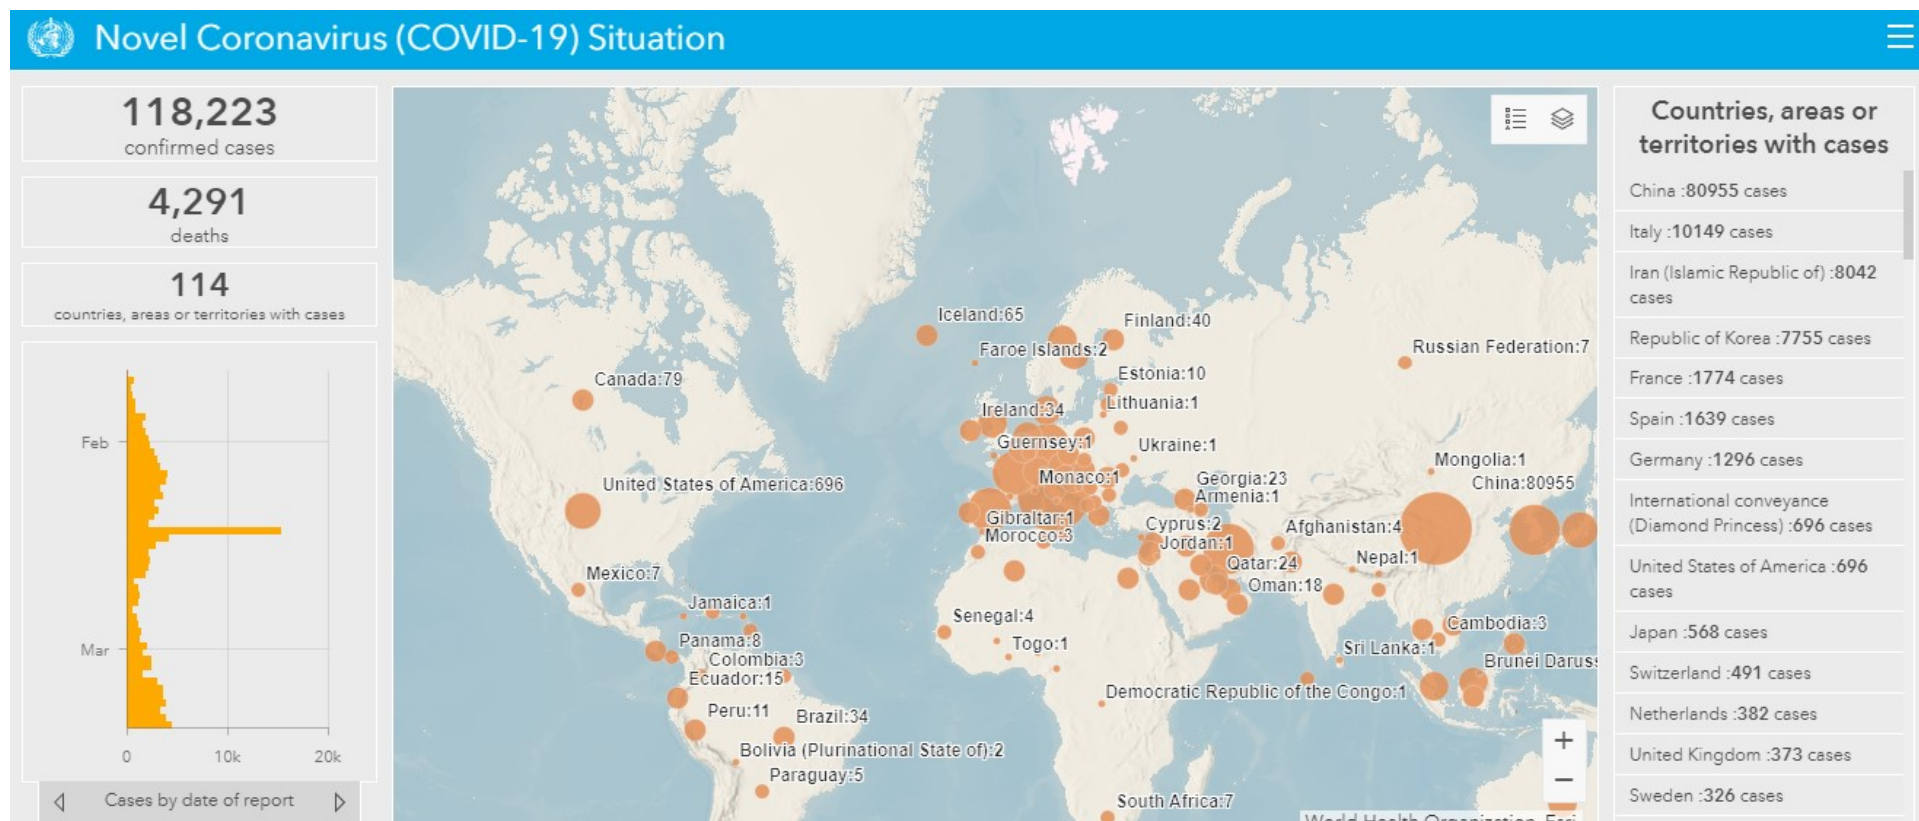 Novel Coronavirus (COVID-19) Situation
118,223
confirmed cases
4,291
deaths
114
countries, areas or territories with cases
Feb
Mar
0 10k 20k
Cases by date of report
Iceland:65
Finland:40
Faroe Islands:2
Russian Federation:7
Canada:79
Estonia:10
Ireland:34
Lithuania:1
Guernsey:1
Ukraine:1
Mongolia:1
United States of America:696
Monaco:1
Georgia:23
China:80955
Armenia:1
Gibraltar:1
Cyprus:2
Afghanistan:4
Morocco:3
Jordan:1
Nepal:1
Qatar:24
Mexico:7
Oman:18
Jamaica:1
Senegal:4
Cambodia:3
Panama:8
Togo:1
Sri Lanka:1
Colombia:3
Brunei Daruss
Ecuador:15
Democratic Republic of the Congo:1
Peru:11
Brazil:34
Bolivia (Plurinational State of):2
Paraguay:5
South Africa:7
World Health Organization, Esri
Countries, areas or
territories with cases
China :80955 cases
Italy :10149 cases
Iran (Islamic Republic of) :8042
cases
Republic of Korea :7755 cases
France :1774 cases
Spain :1639 cases
Germany :1296 cases
International conveyance
(Diamond Princess) :696 cases
United States of America :696
cases
Japan :568 cases
Switzerland :491 cases
Netherlands :382 cases
United Kingdom :373 cases
Sweden :326 cases